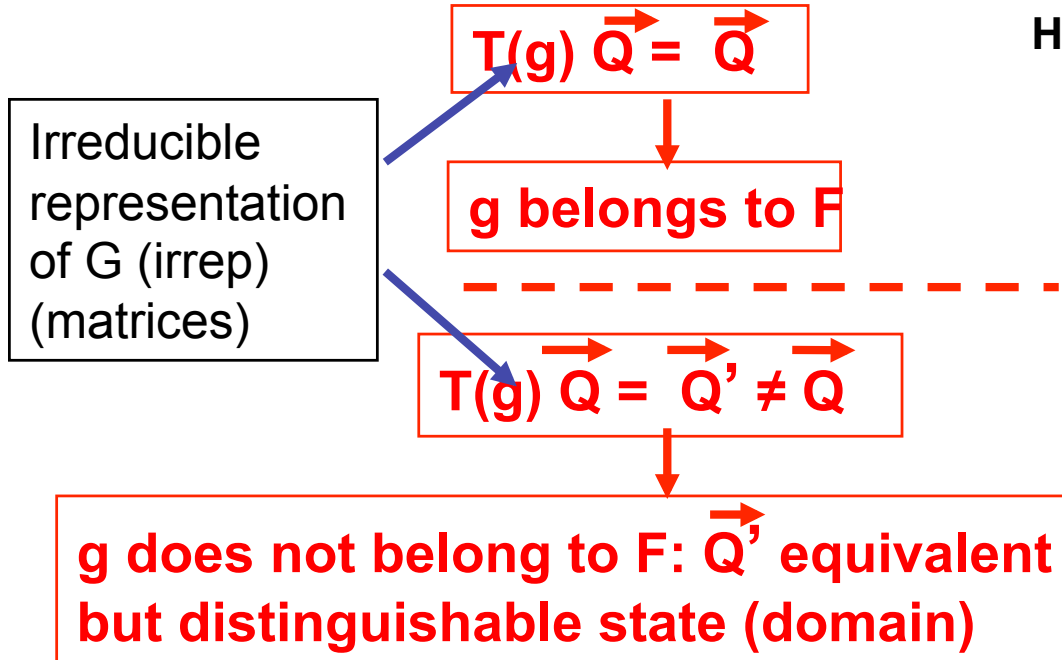 T(g) Q = Q
H
Irreducible
representation
of G (irrep)
(matrices)
g belongs to F
T(g) Q = Q’ ≠ Q
g does not belong to F: Q’ equivalent
but distinguishable state (domain)